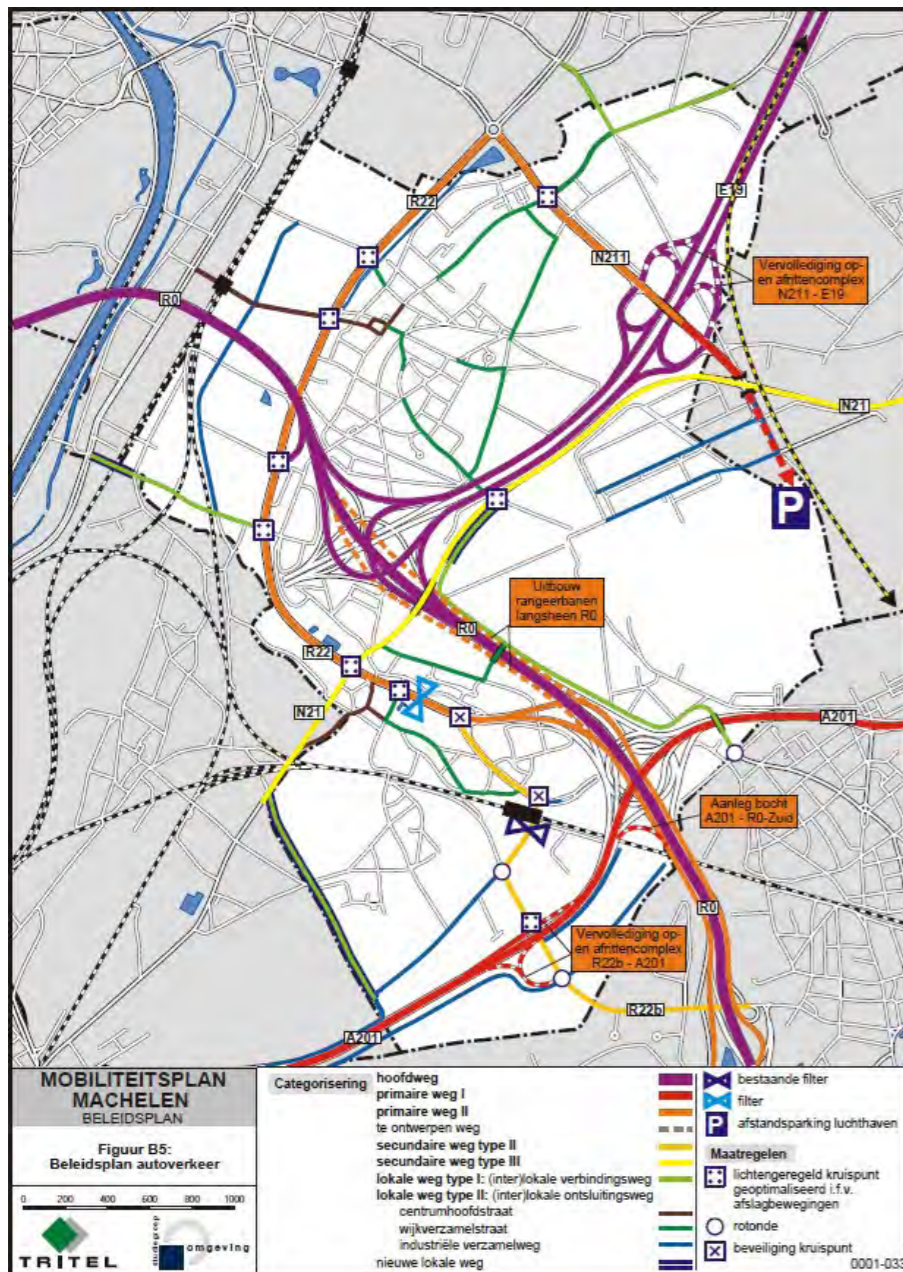 E19
R22
N211
Vervollediging op-
en afrittencomplex
N211 - E19
R0
N21
P
Uitbouw
rangeerbanen
langsheen R0
R0
R22
N21
A201
Aanleg bocht
A201 - R0-Zuid
R0
Vervollediging op-
en afrittencomplex
R22b - A201
R22b
A201
MOBILITEITSPLAN
MACHELEN
BELEIDSPLAN
Figuur B5:
Beleidsplan autoverkeer
0 200 400 600 800 1000
TRITEL
studiegroep
omgeving
Categorisering
hoofdweg
primaire weg I
primaire weg II
te ontwerpen weg
secundaire weg type II
secundaire weg type III
lokale weg type I: (inter)lokale verbindingsweg
lokale weg type II: (inter)lokale ontsluitingsweg
centrumhoofdstraat
wijkverzamelstraat
industriële verzamelweg
nieuwe lokale weg
bestaande filter
filter
P afstandsparking luchthaven
Maatregelen
lichtengeregeld kruispunt
geoptimaliseerd i.f.v.
afslagbewegingen
rotonde
beveiliging kruispunt
0001-033